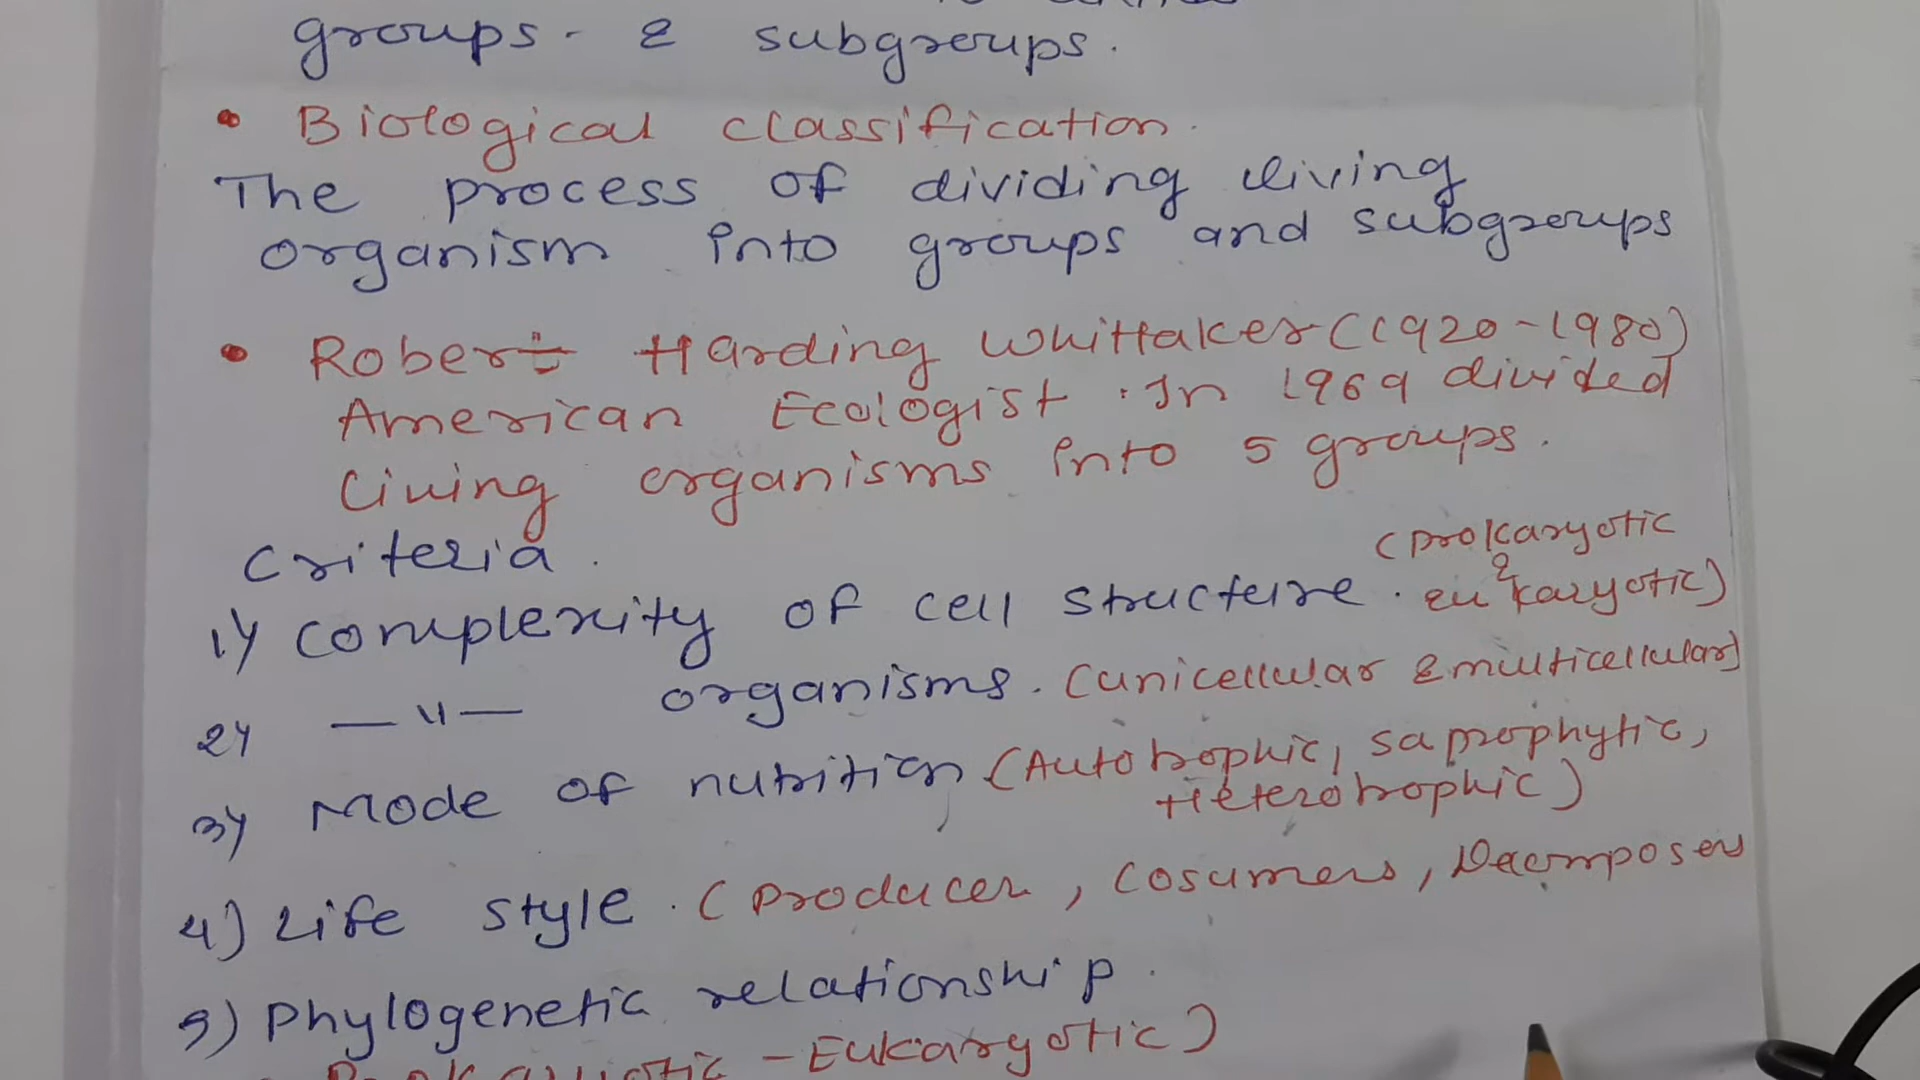 groups. & subgroups.
• Biological classification.
The process of dividing living
organism into groups and subgroups
• Robert Harding Whittaker (1920-1980)
American Ecologist. In 1969 divided
living organisms into 5 groups.
Criteria.
1) Complexity of cell structure. (prokaryotic & eukaryotic)
2) —"— organisms. (unicellular & multicellular)
3) Mode of nutrition (Autotrophic, saprophytic,
Heterotrophic)
4) Life style. (Producer, Cosumers, Decomposers
5) Phylogenetic relationship.
Prokaryotic - Eukaryotic)